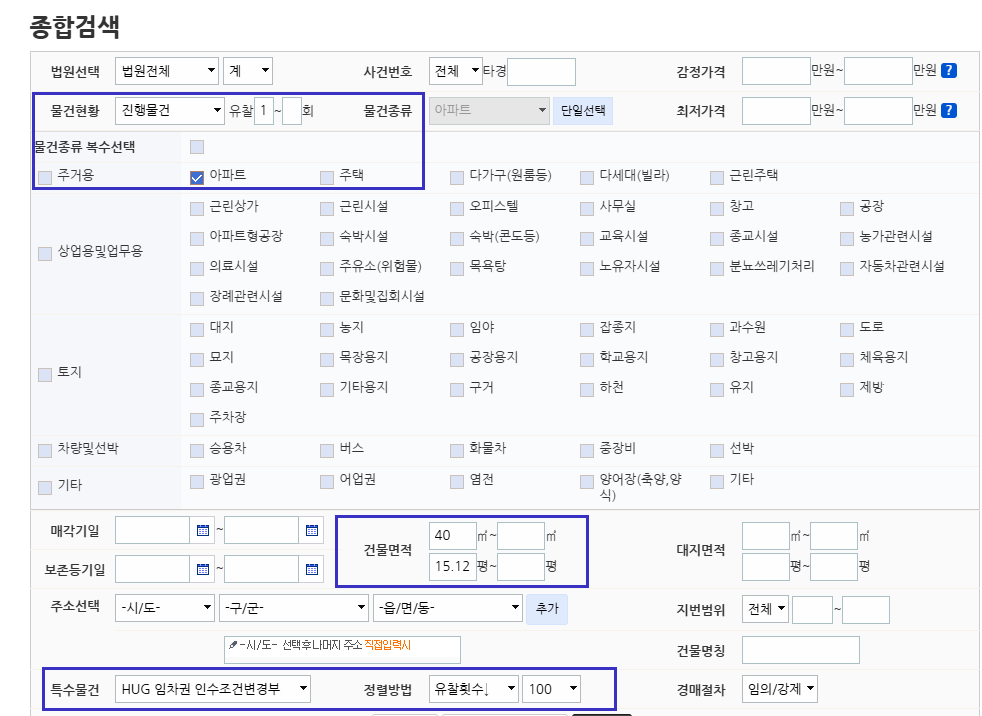 종합검색
법원선택 법원전체 계 사건번호 전체 타경 감정가격 만원~ 만원 ?
물건현황 진행물건 유찰 1 ~ 회 물건종류 아파트 단일선택 최저가격 만원~ 만원 ?
물건종류 복수선택
주거용 아파트 주택 다가구(원룸등) 다세대(빌라) 근린주택
근린상가 근린시설 오피스텔 사무실 창고 공장
상업용및업무용 아파트형공장 숙박시설 숙박(콘도등) 교육시설 종교시설 농가관련시설
의료시설 주유소(위험물) 목욕탕 노유자시설 분뇨쓰레기처리 자동차관련시설
장례관련시설 문화및집회시설
대지 농지 임야 잡종지 과수원 도로
토지 묘지 목장용지 공장용지 학교용지 창고용지 체육용지
종교용지 기타용지 구거 하천 유지 제방
주차장
차량및선박 승용차 버스 화물차 중장비 선박
기타 광업권 어업권 염전 양어장(축양,양식) 기타
매각기일 ~ 건물면적 40 ㎡~ ㎡ 대지면적 ㎡~ ㎡
보존등기일 ~ 15.12 평~ 평 평~ 평
주소선택 -시/도- -구/군- -읍/면/동- 추가 지번범위 전체 ~
-시/도- 선택후 나머지 주소 직접입력시 건물명칭
특수물건 HUG 임차권 인수조건변경부 정렬방법 유찰횟수↓ 100 경매절차 임의/강제